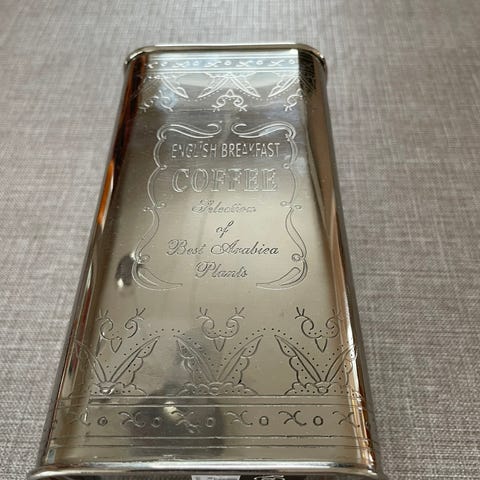 ENGLISH BREAKFAST
COFFEE
Selection
of
Best Arabica
Plants